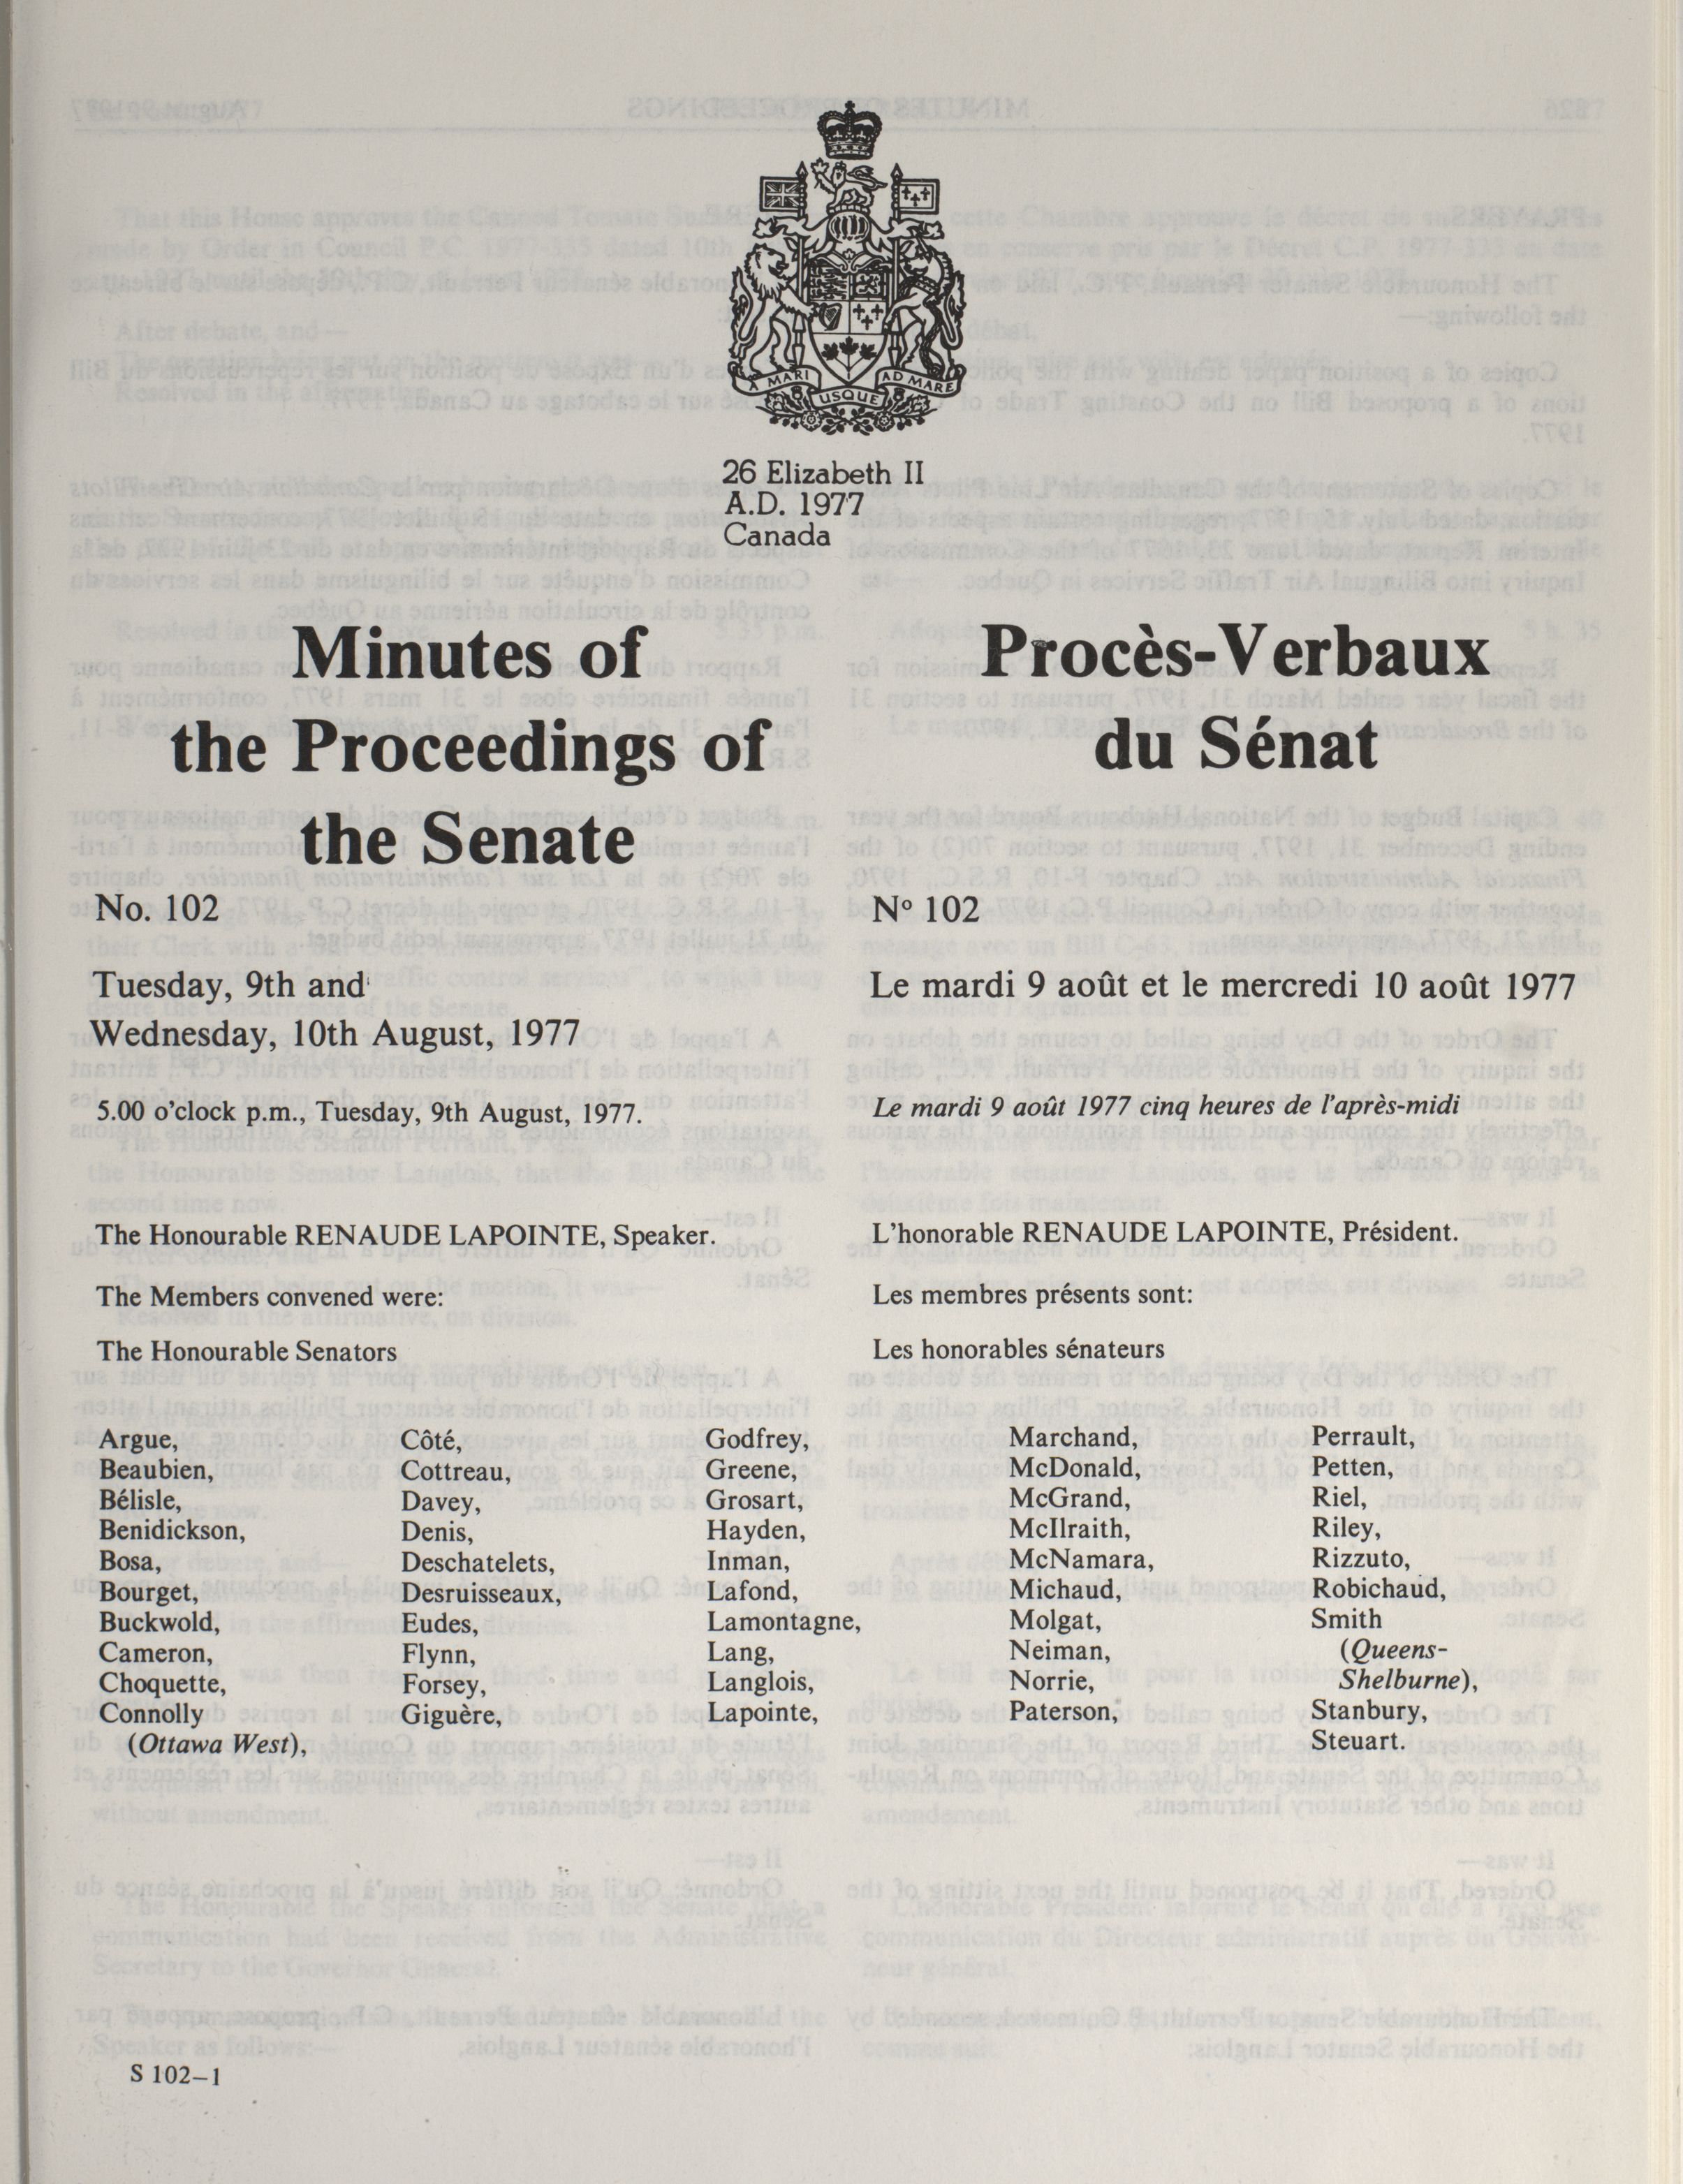 A MARI USQUE AD MARE
26 Elizabeth II
A.D. 1977
Canada
Minutes of
the Proceedings of
the Senate
No. 102
Tuesday, 9th and
Wednesday, 10th August, 1977
5.00 o'clock p.m., Tuesday, 9th August, 1977.
The Honourable RENAUDE LAPOINTE, Speaker.
The Members convened were:
The Honourable Senators
Procès-Verbaux
du Sénat
Nº 102
Le mardi 9 août et le mercredi 10 août 1977
Le mardi 9 août 1977 cinq heures de l'après-midi
L'honorable RENAUDE LAPOINTE, Président.
Les membres présents sont:
Les honorables sénateurs
Argue,
Beaubien,
Bélisle,
Benidickson,
Bosa,
Bourget,
Buckwold,
Cameron,
Choquette,
Connolly
(Ottawa West),
Côté,
Cottreau,
Davey,
Denis,
Deschatelets,
Desruisseaux,
Eudes,
Flynn,
Forsey,
Giguère,
Godfrey,
Greene,
Grosart,
Hayden,
Inman,
Lafond,
Lamontagne,
Lang,
Langlois,
Lapointe,
Marchand,
McDonald,
McGrand,
McIlraith,
McNamara,
Michaud,
Molgat,
Neiman,
Norrie,
Paterson,
Perrault,
Petten,
Riel,
Riley,
Rizzuto,
Robichaud,
Smith
(Queens-
Shelburne),
Stanbury,
Steuart.
S 102–1